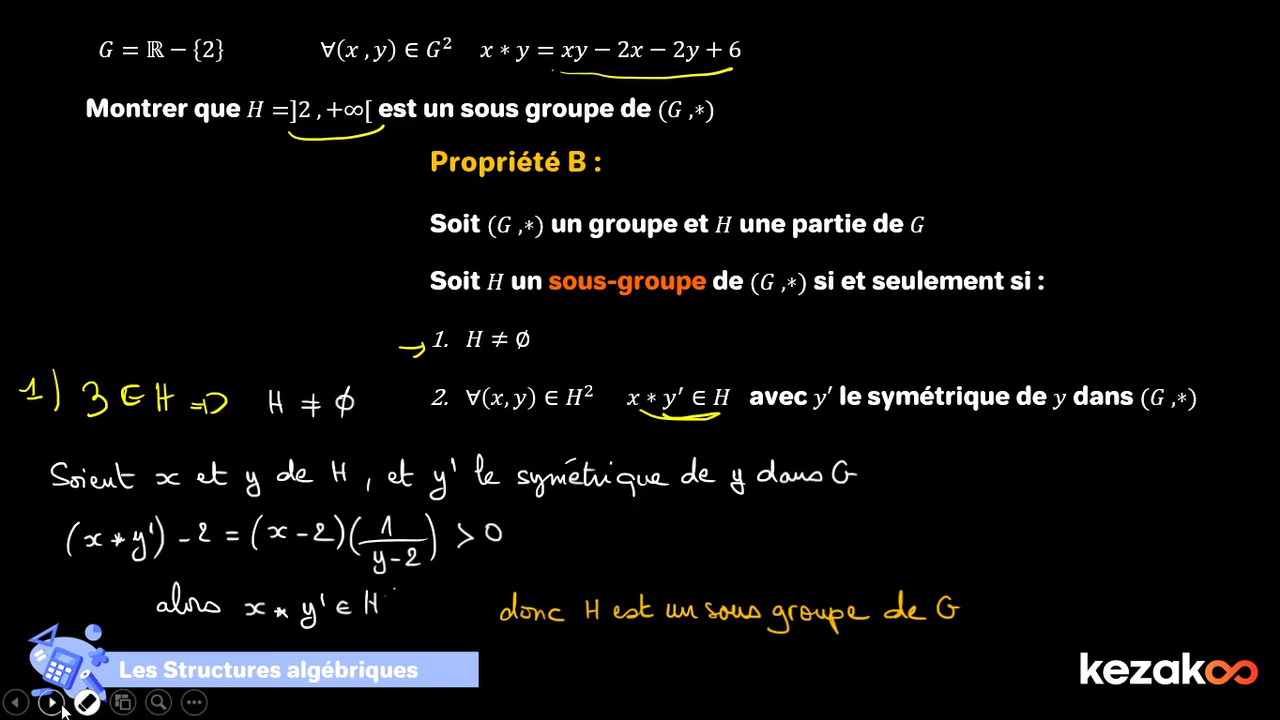 G = ℝ − {2} ∀(x , y) ∈ G² x ∗ y = xy − 2x − 2y + 6
Montrer que H =]2 , +∞[ est un sous groupe de (G ,∗)
Propriété B :
Soit (G ,∗) un groupe et H une partie de G
Soit H un sous-groupe de (G ,∗) si et seulement si :
1. H ≠ ∅
1) 3 ∈ H ⇒ H ≠ ∅
2. ∀(x, y) ∈ H² x ∗ y′ ∈ H avec y′ le symétrique de y dans (G ,∗)
Soient x et y de H , et y' le symétrique de y dans G
(x * y') - 2 = (x - 2)(1/(y-2)) > 0
alors x * y' ∈ H
donc H est un sous groupe de G
Les Structures algébriques
kezakoo